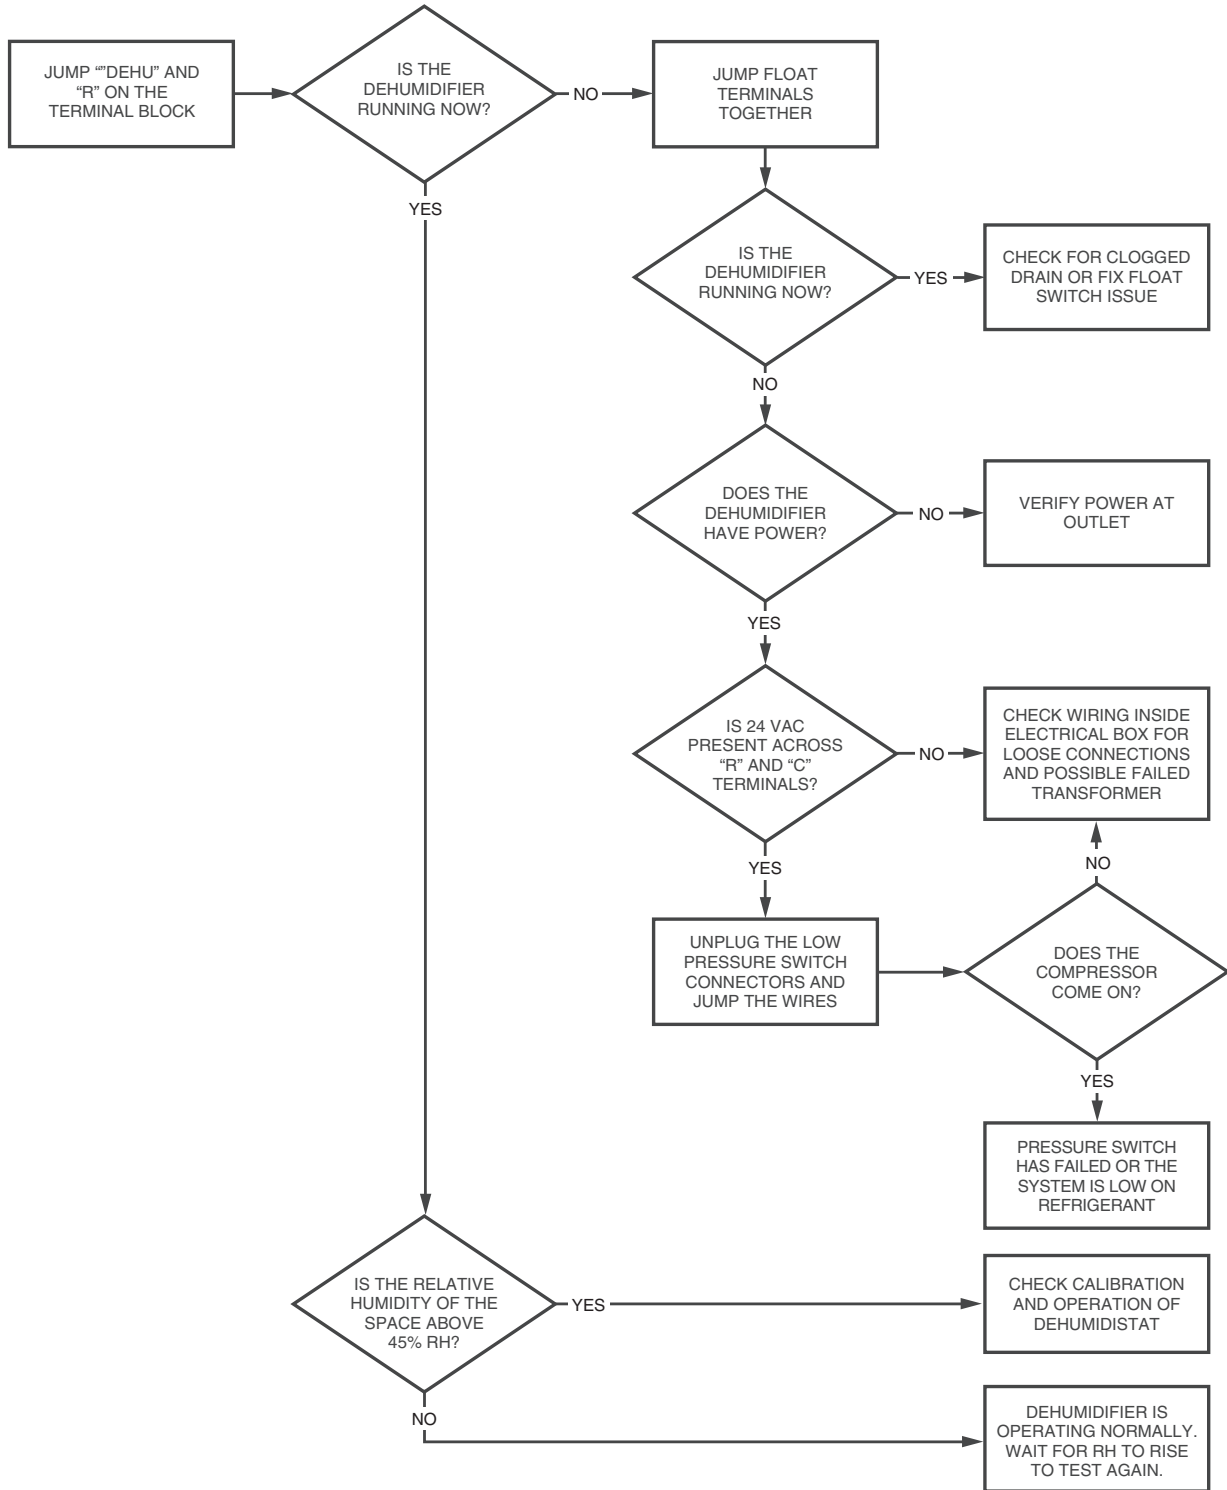 JUMP “”DEHU” AND
“R” ON THE
TERMINAL BLOCK
IS THE
DEHUMIDIFIER
RUNNING NOW?
NO
JUMP FLOAT
TERMINALS
TOGETHER
YES
IS THE
DEHUMIDIFIER
RUNNING NOW?
YES
CHECK FOR CLOGGED
DRAIN OR FIX FLOAT
SWITCH ISSUE
NO
DOES THE
DEHUMIDIFIER
HAVE POWER?
NO
VERIFY POWER AT
OUTLET
YES
IS 24 VAC
PRESENT ACROSS
“R” AND “C”
TERMINALS?
NO
CHECK WIRING INSIDE
ELECTRICAL BOX FOR
LOOSE CONNECTIONS
AND POSSIBLE FAILED
TRANSFORMER
YES
NO
UNPLUG THE LOW
PRESSURE SWITCH
CONNECTORS AND
JUMP THE WIRES
DOES THE
COMPRESSOR
COME ON?
YES
PRESSURE SWITCH
HAS FAILED OR THE
SYSTEM IS LOW ON
REFRIGERANT
IS THE RELATIVE
HUMIDITY OF THE
SPACE ABOVE
45% RH?
YES
CHECK CALIBRATION
AND OPERATION OF
DEHUMIDISTAT
NO
DEHUMIDIFIER IS
OPERATING NORMALLY.
WAIT FOR RH TO RISE
TO TEST AGAIN.